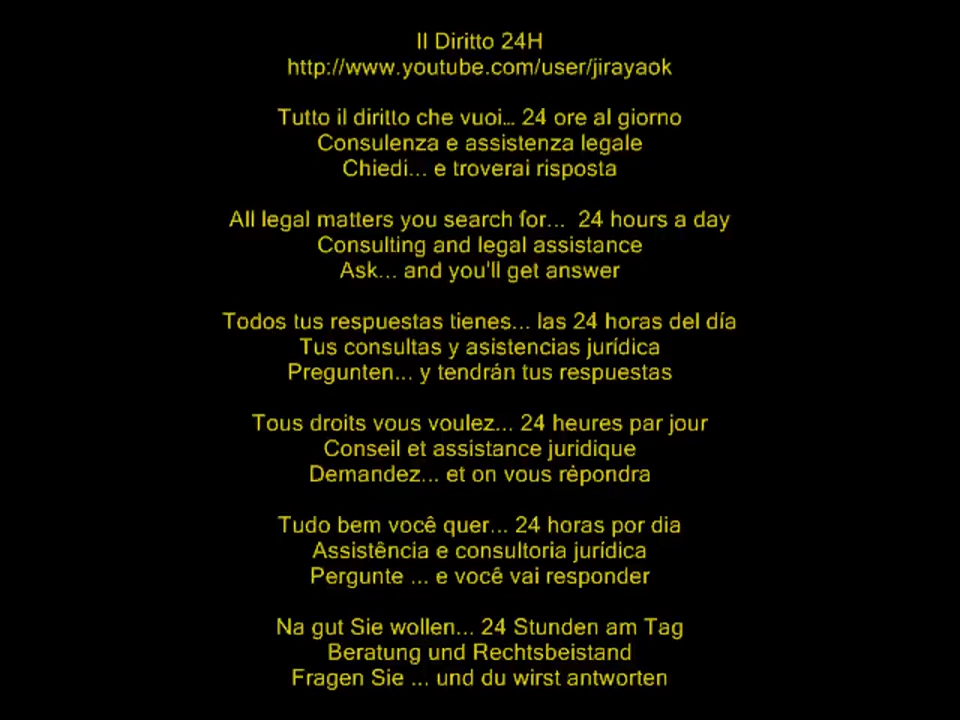 Il Diritto 24H
http://www.youtube.com/user/jirayaok
Tutto il diritto che vuoi... 24 ore al giorno
Consulenza e assistenza legale
Chiedi... e troverai risposta
All legal matters you search for...  24 hours a day
Consulting and legal assistance
Ask... and you'll get answer
Todos tus respuestas tienes... las 24 horas del día
Tus consultas y asistencias jurídica
Pregunten... y tendrán tus respuestas
Tous droits vous voulez... 24 heures par jour
Conseil et assistance juridique
Demandez... et on vous répondra
Tudo bem você quer... 24 horas por dia
Assistência e consultoria jurídica
Pergunte ... e você vai responder
Na gut Sie wollen... 24 Stunden am Tag
Beratung und Rechtsbeistand
Fragen Sie ... und du wirst antworten